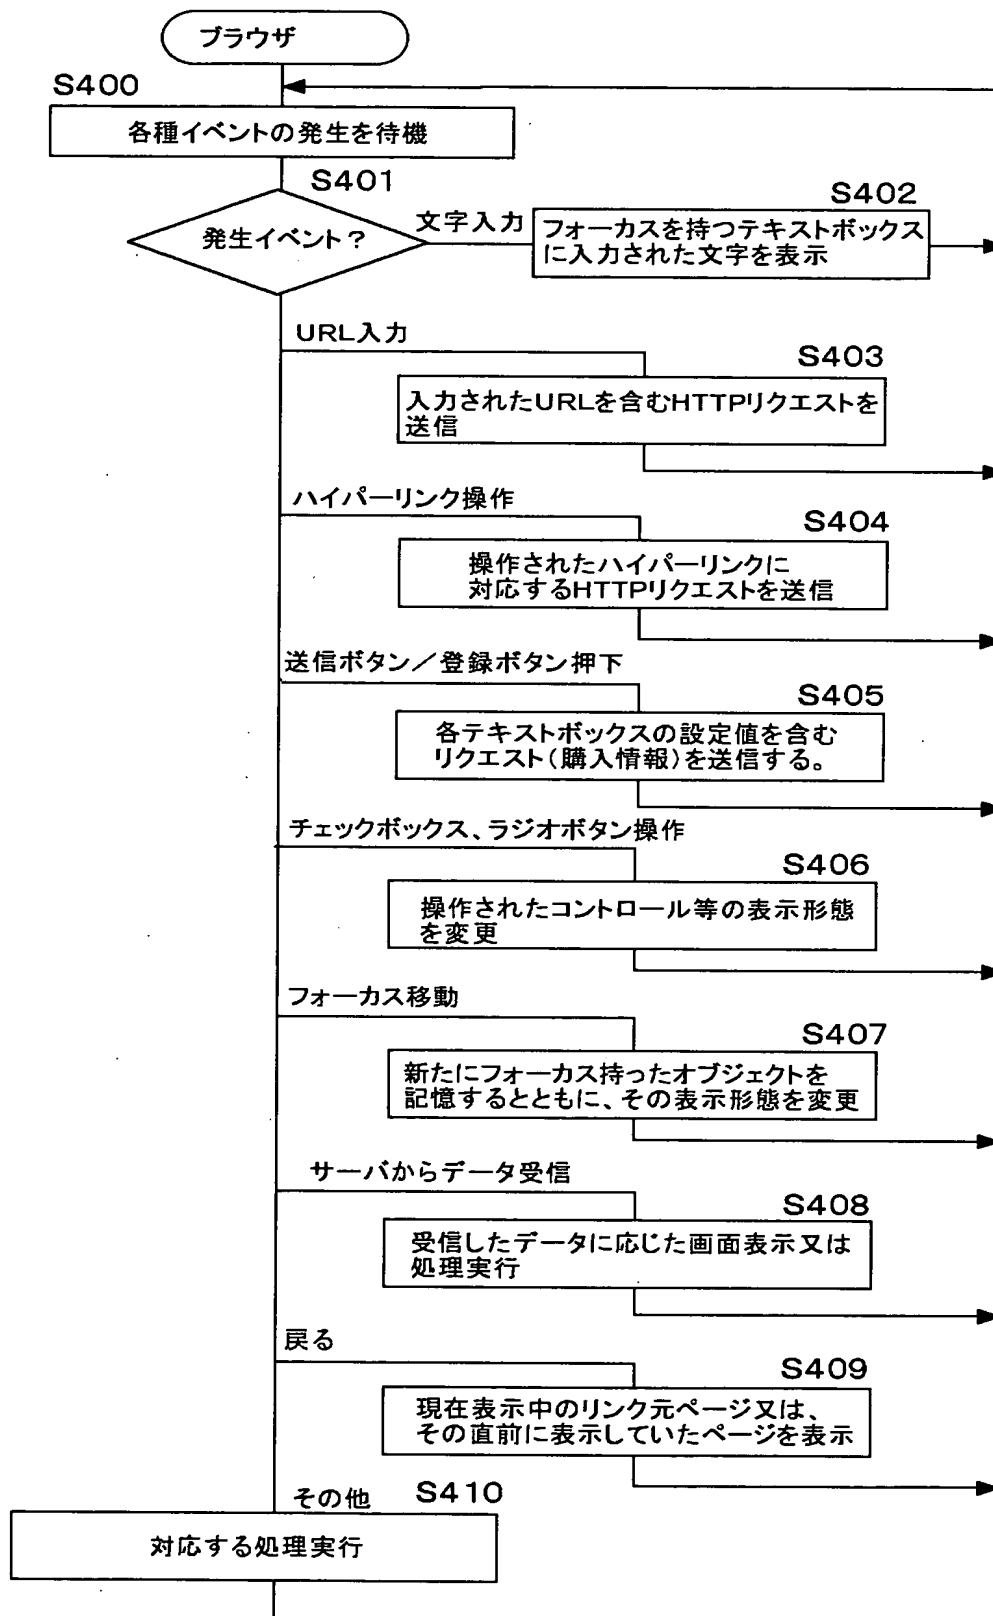 ブラウザ
S400
各種イベントの発生を待機
S401
発生イベント?
文字入力
S402
フォーカスを持つテキストボックス
に入力された文字を表示
URL入力
S403
入力されたURLを含むHTTPリクエストを
送信
ハイパーリンク操作
S404
操作されたハイパーリンクに
対応するHTTPリクエストを送信
送信ボタン/登録ボタン押下
S405
各テキストボックスの設定値を含む
リクエスト(購入情報)を送信する。
チェックボックス、ラジオボタン操作
S406
操作されたコントロール等の表示形態
を変更
フォーカス移動
S407
新たにフォーカス持ったオブジェクトを
記憶するとともに、その表示形態を変更
サーバからデータ受信
S408
受信したデータに応じた画面表示又は
処理実行
戻る
S409
現在表示中のリンク元ページ又は、
その直前に表示していたページを表示
その他
S410
対応する処理実行